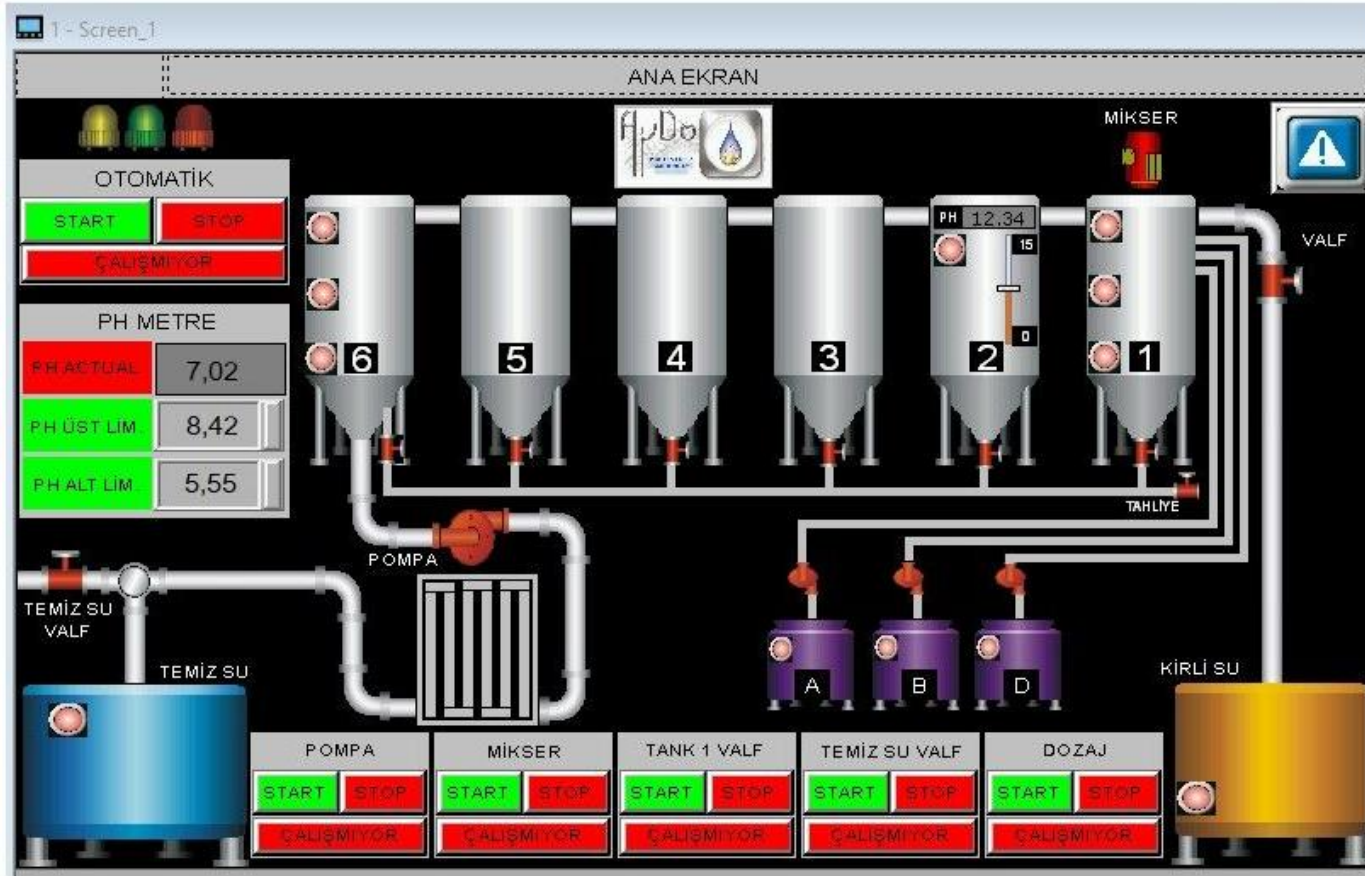 1 - Screen_1
ANA EKRAN
AyDo
MİKSER
OTOMATİK
START STOP
ÇALIŞMIYOR
PH 12.34
15
0
VALF
PH METRE
PH ACTUAL 7,02
PH ÜST LİM. 8,42
PH ALT LİM. 5,55
6 5 4 3 2 1
TAHLİYE
POMPA
TEMİZ SU
VALF
TEMİZ SU
A B D
KİRLİ SU
POMPA MİKSER TANK 1 VALF TEMİZ SU VALF DOZAJ
START STOP START STOP START STOP START STOP START STOP
ÇALIŞMIYOR ÇALIŞMIYOR ÇALIŞMIYOR ÇALIŞMIYOR ÇALIŞMIYOR